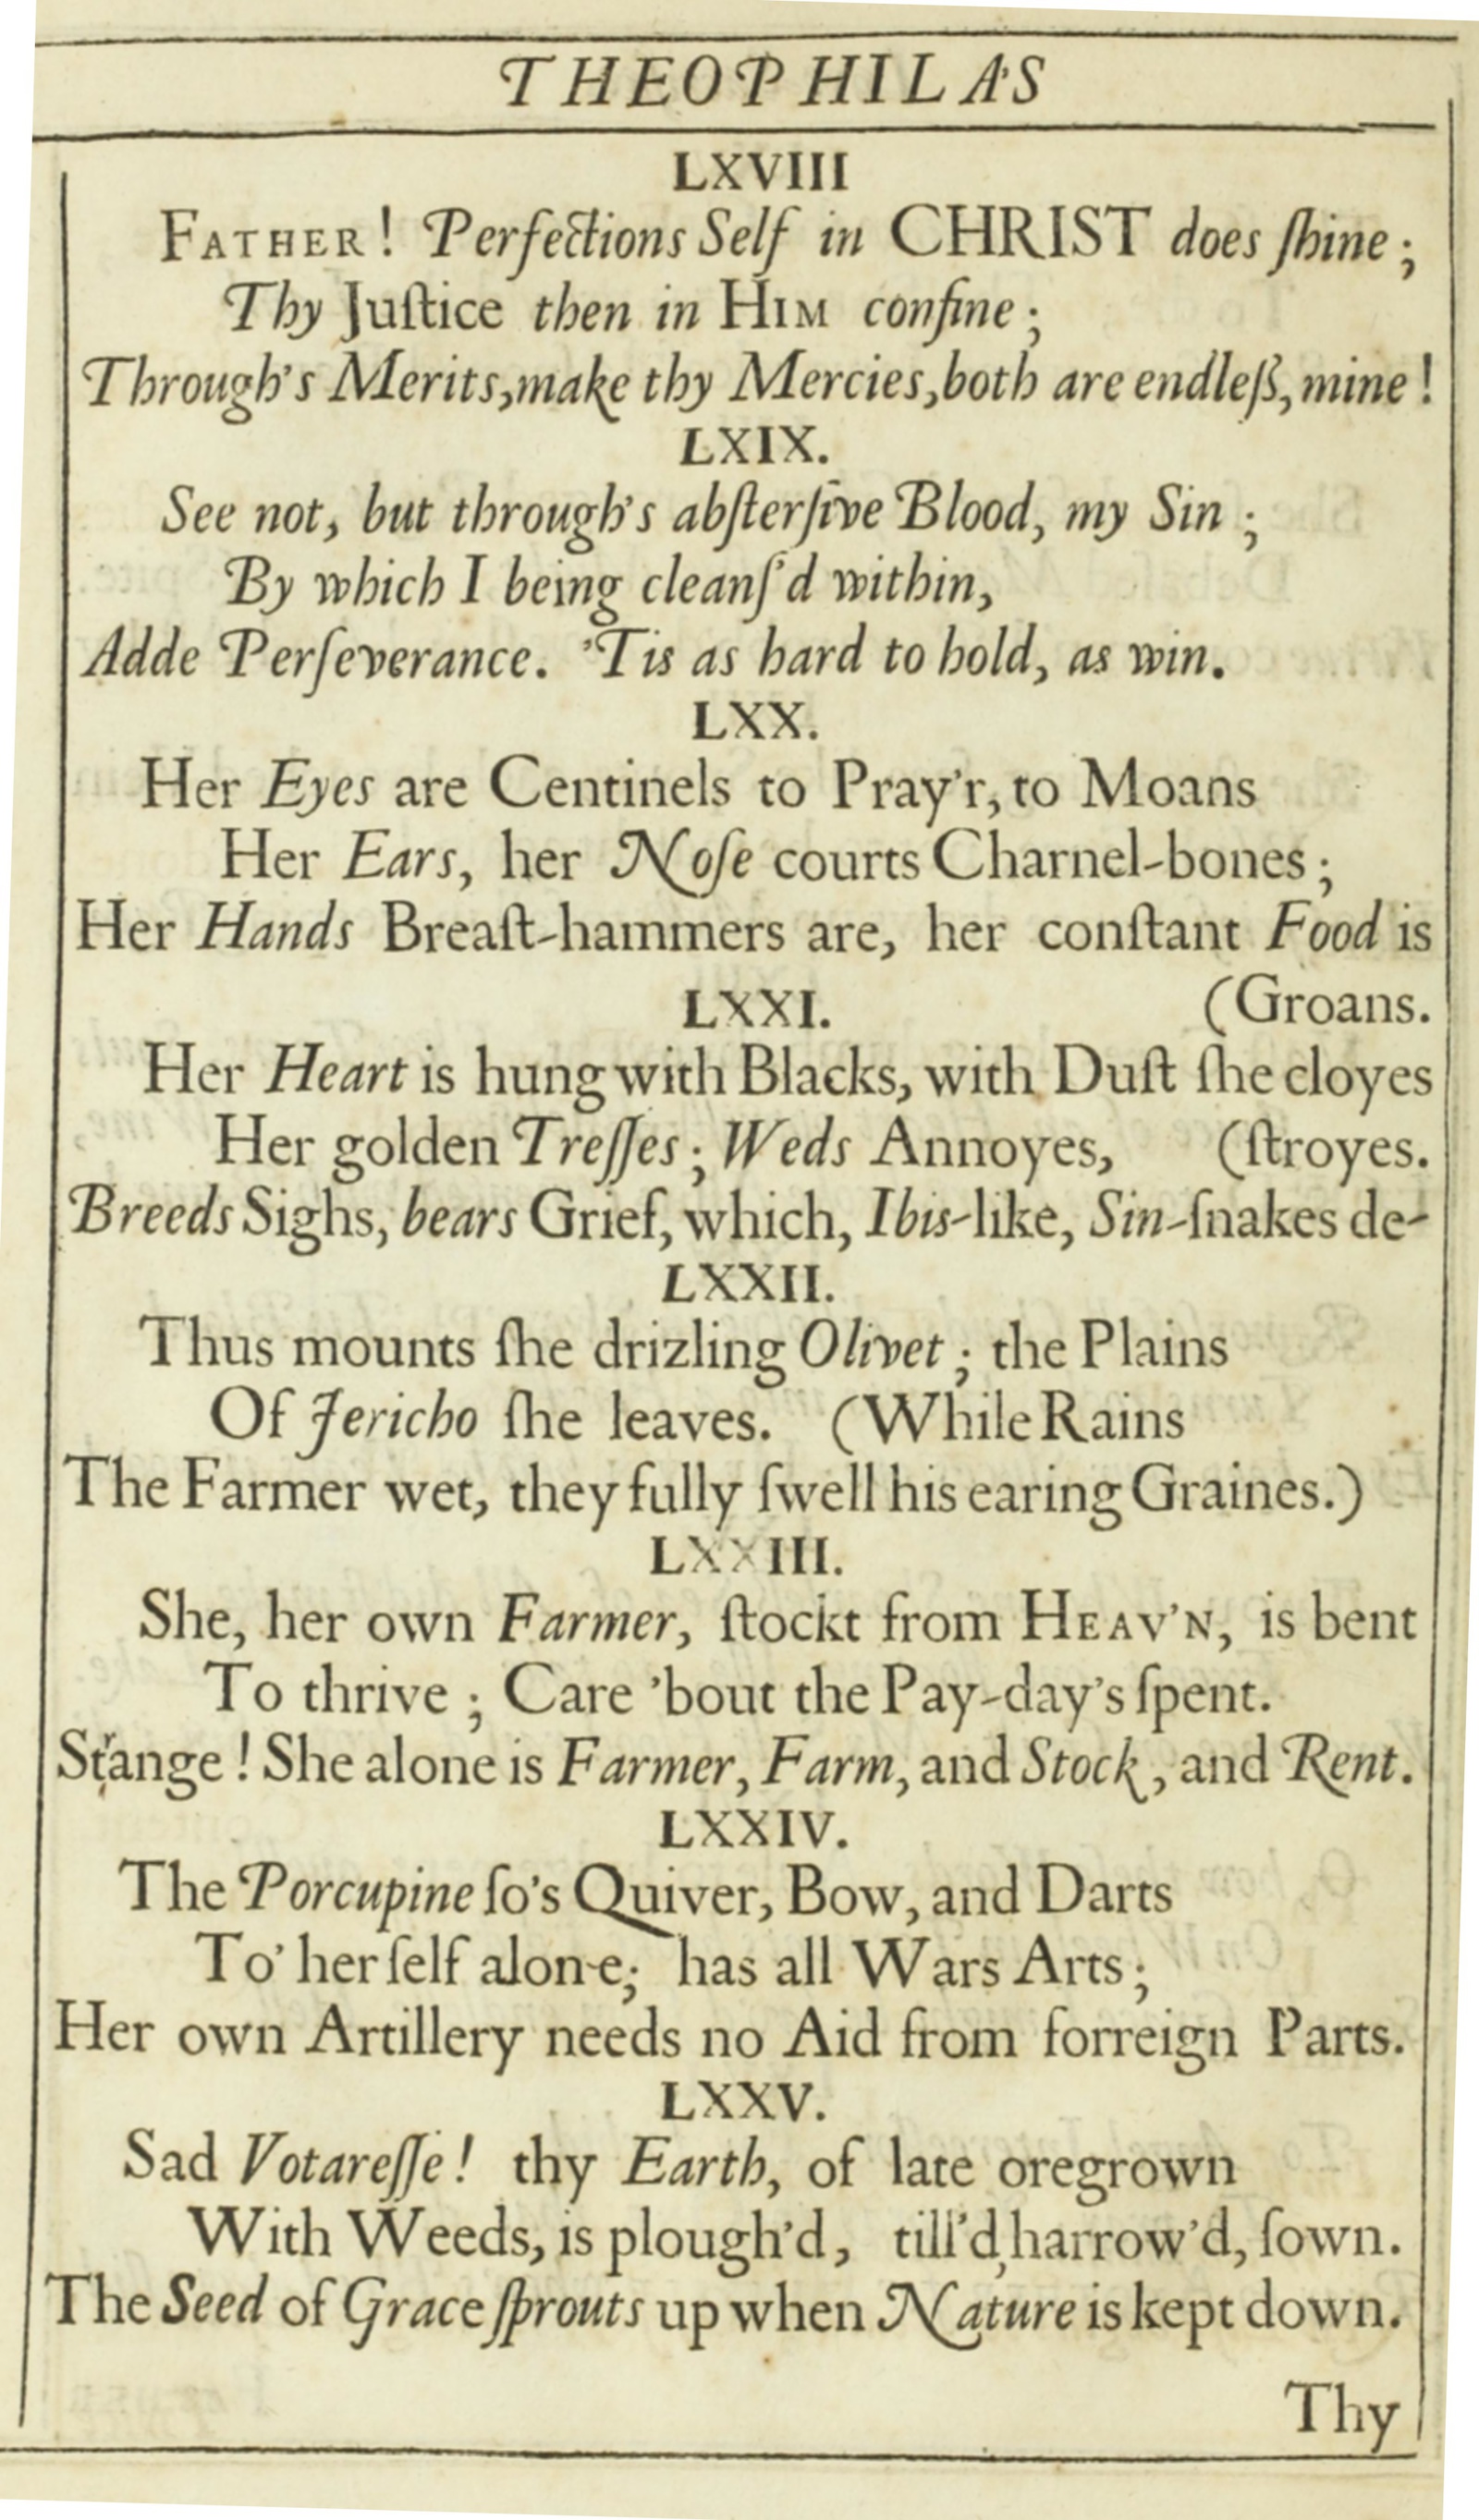 THEOPHILA'S
LXVIII
FATHER! Perfections Self in CHRIST does ſhine;
Thy Juſtice then in HIM confine;
Through's Merits, make thy Mercies, both are endleſs, mine!
LXIX.
See not, but through's abſterſive Blood, my Sin;
By which I being cleanſ'd within,
Adde Perſeverance. 'Tis as hard to hold, as win.
LXX.
Her Eyes are Centinels to Pray'r, to Moans
Her Ears, her Noſe courts Charnel-bones;
Her Hands Breaſt-hammers are, her conſtant Food is
LXXI. (Groans.
Her Heart is hung with Blacks, with Duſt ſhe cloyes
Her golden Treſſes; Weds Annoyes, (ſtroyes.
Breeds Sighs, bears Grief, which, Ibis-like, Sin-ſnakes de-
LXXII.
Thus mounts ſhe drizling Olivet; the Plains
Of Jericho ſhe leaves. (While Rains
The Farmer wet, they fully ſwell his earing Graines.)
LXXIII.
She, her own Farmer, ſtockt from HEAV'N, is bent
To thrive; Care 'bout the Pay-day's ſpent.
Strange! She alone is Farmer, Farm, and Stock, and Rent.
LXXIV.
The Porcupine ſo's Quiver, Bow, and Darts
To' her ſelf alone; has all Wars Arts;
Her own Artillery needs no Aid from forreign Parts.
LXXV.
Sad Votareſſe! thy Earth, of late oregrown
With Weeds, is plough'd, till'd, harrow'd, ſown.
The Seed of Grace ſprouts up when Nature is kept down.
Thy